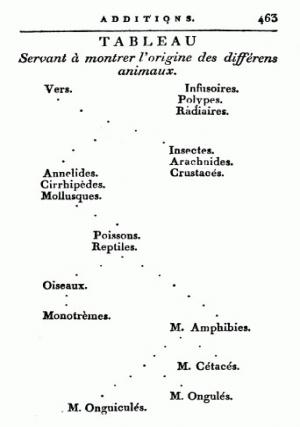 ADDITIONS. 463
TABLEAU
Servant à montrer l'origine des différens
animaux.
Vers. Infusoires.
Polypes.
Radiaires.
Insectes.
Arachnides.
Annelides. Crustacés.
Cirrhipèdes.
Mollusques.
Poissons.
Reptiles.
Oiseaux.
Monotrèmes.
M. Amphibies.
M. Cétacés.
M. Ongulés.
M. Onguiculés.